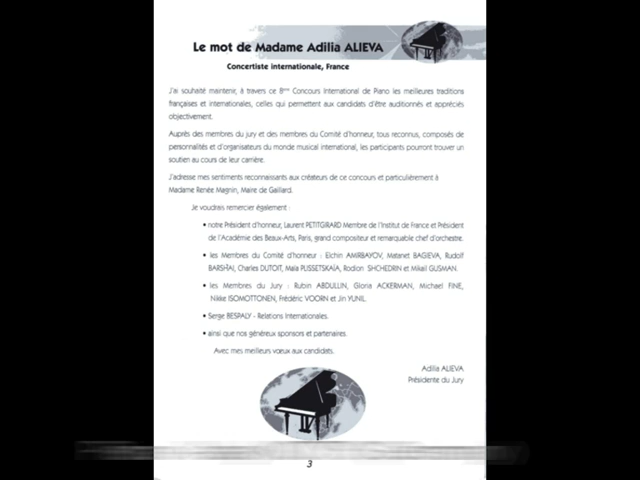 Le mot de Madame Adilia ALIEVA
Concertiste internationale, France
J'ai souhaité maintenir, à travers ce 8ème Concours International de Piano les meilleures traditions
françaises et internationales, celles qui permettent aux candidats d'être auditionnés et appréciés
objectivement.
Auprès des membres du jury et des membres du Comité d'honneur, tous reconnus, composés de
personnalités et d'organisateurs du monde musical international, les participants pourront trouver un
soutien au cours de leur carrière.
J'adresse mes sentiments reconnaissants aux créateurs de ce concours et particulièrement à
Madame Renée Magnin, Maire de Gaillard.
Je voudrais remercier également :
• notre Président d'honneur, Laurent PETITGIRARD Membre de l'Institut de France et Président
de l'Académie des Beaux-Arts, Paris, grand compositeur et remarquable chef d'orchestre.
• les Membres du Comité d'honneur : Elchin AMIRBAYOV, Matanet BAGIEVA, Rudolf
BARSHAI, Charles DUTOIT, Maïa PLISSETSKAÏA, Rodion SHCHEDRIN et Mikail GUSMAN.
• les Membres du Jury : Rubin ABDULLIN, Gloria ACKERMAN, Michael FINE,
Nikke ISOMOTTONEN, Frédéric VOORN et Jin YUNIL.
• Serge BESPALY - Relations Internationales.
• ainsi que nos généreux sponsors et partenaires.
Avec mes meilleurs vœux aux candidats.
Adilia ALIEVA
Présidente du Jury
3